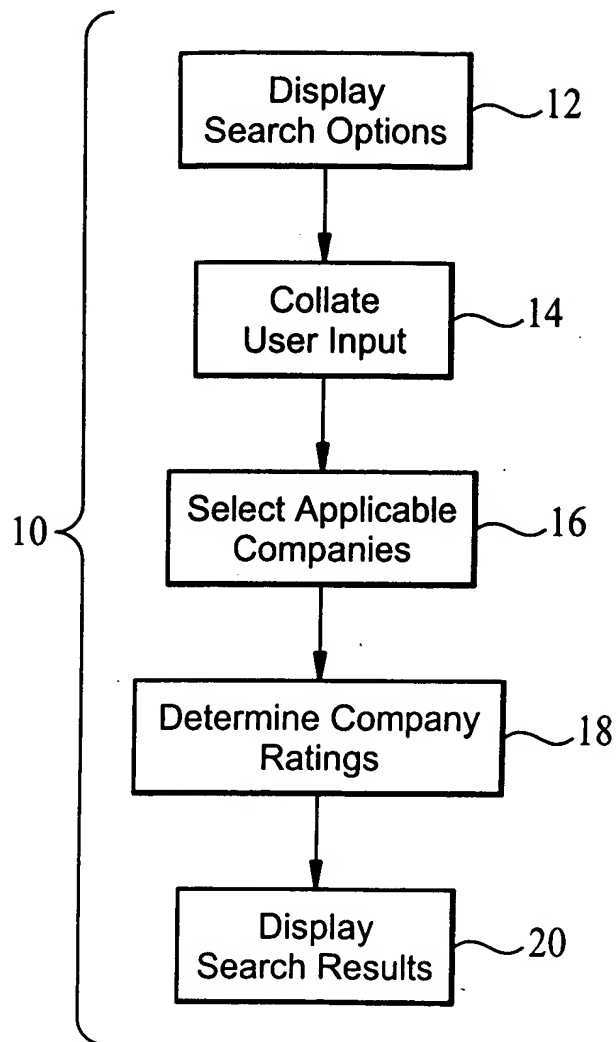 Display
Search Options
12
Collate
User Input
14
10
Select Applicable
Companies
16
Determine Company
Ratings
18
Display
Search Results
20